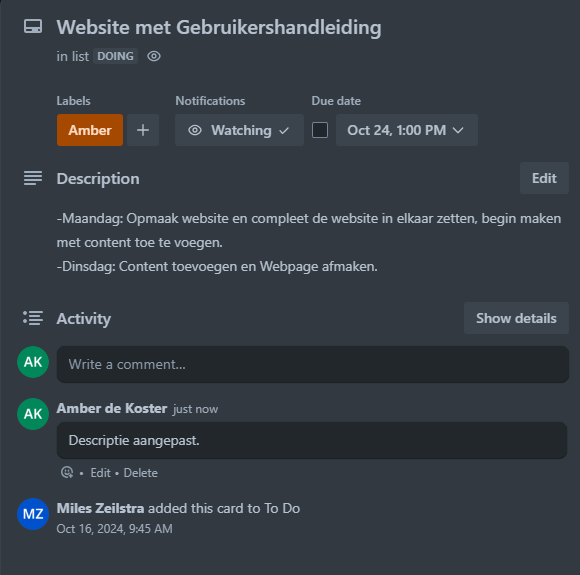 Website met Gebruikershandleiding
in list DOING
Labels
Notifications
Due date
Amber
Watching
Oct 24, 1:00 PM
Description
Edit
-Maandag: Opmaak website en compleet de website in elkaar zetten, begin maken
met content toe te voegen.
-Dinsdag: Content toevoegen en Webpage afmaken.
Activity
Show details
AK
Write a comment...
AK
Amber de Koster just now
Descriptie aangepast.
• Edit • Delete
MZ
Miles Zeilstra added this card to To Do
Oct 16, 2024, 9:45 AM